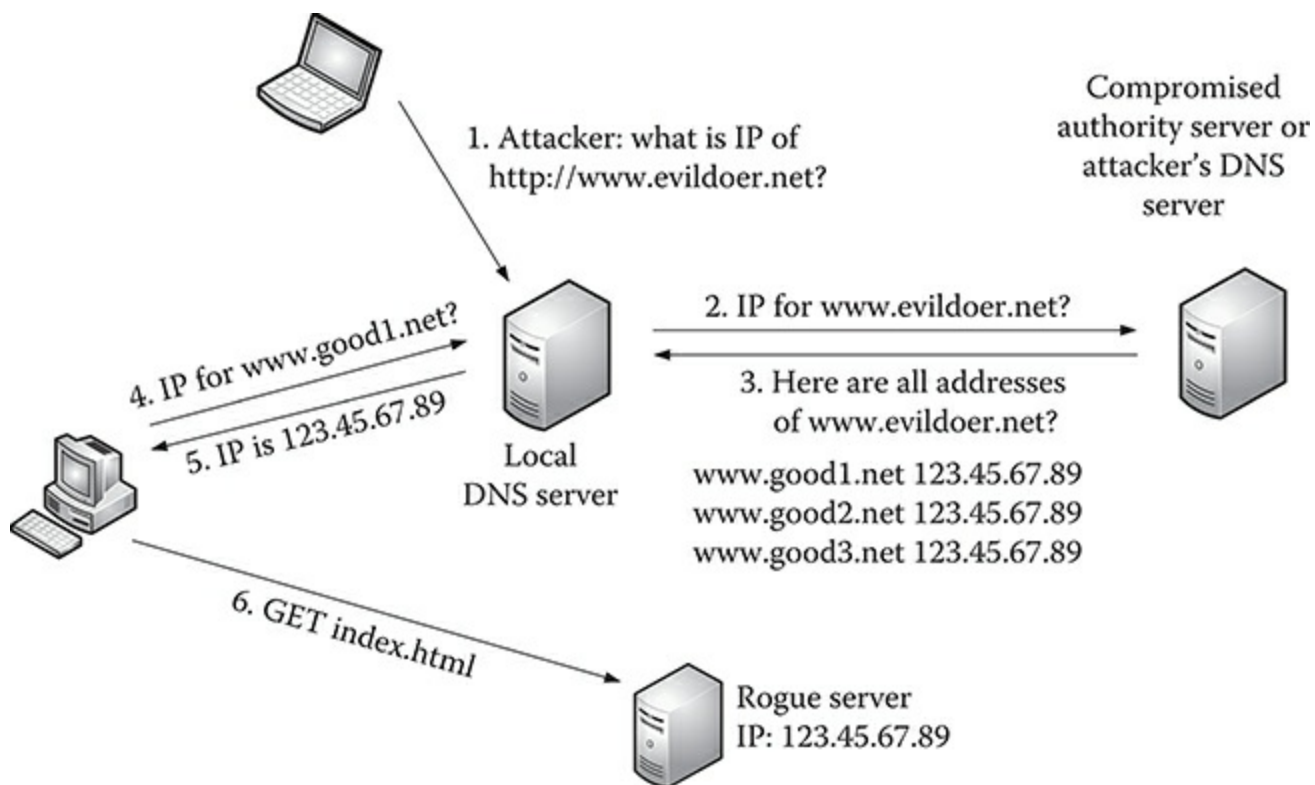 1. Attacker: what is IP of
http://www.evildoer.net?
Compromised
authority server or
attacker's DNS
server
2. IP for www.evildoer.net?
3. Here are all addresses
of www.evildoer.net?
www.good1.net 123.45.67.89
www.good2.net 123.45.67.89
www.good3.net 123.45.67.89
4. IP for www.good1.net?
5. IP is 123.45.67.89
Local
DNS server
6. GET index.html
Rogue server
IP: 123.45.67.89